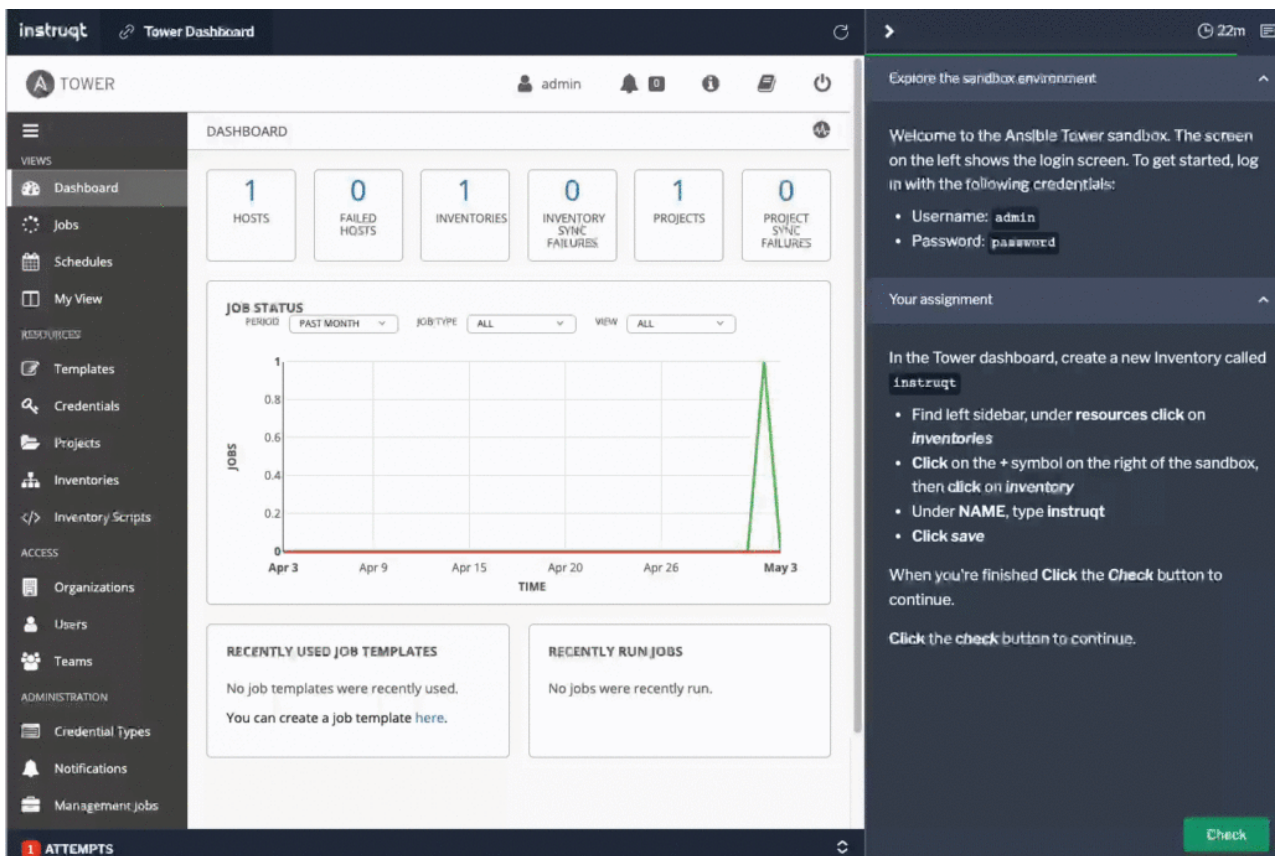 instruqt
Tower Dashboard
22m
A TOWER
admin
0
VIEWS
Dashboard
Jobs
Schedules
My View
RESOURCES
Templates
Credentials
Projects
Inventories
</> Inventory Scripts
ACCESS
Organizations
Users
Teams
ADMINISTRATION
Credential Types
Notifications
Management Jobs
DASHBOARD
1
HOSTS
0
FAILED
HOSTS
1
INVENTORIES
0
INVENTORY
SYNC
FAILURES
1
PROJECTS
0
PROJECT
SYNC
FAILURES
JOB STATUS
PERIOD PAST MONTH JOB TYPE ALL VIEW ALL
1
0.8
0.6
0.4
0.2
0
JOBS
Apr 3 Apr 9 Apr 15 Apr 20 Apr 26 May 3
TIME
RECENTLY USED JOB TEMPLATES
No job templates were recently used.
You can create a job template here.
RECENTLY RUN JOBS
No jobs were recently run.
1 ATTEMPTS
Explore the sandbox environment
Welcome to the Ansible Tower sandbox. The screen
on the left shows the login screen. To get started, log
in with the following credentials:
• Username: admin
• Password: password
Your assignment
In the Tower dashboard, create a new Inventory called
instruqt
• Find left sidebar, under resources click on
inventories
• Click on the + symbol on the right of the sandbox,
then click on inventory
• Under NAME, type instruqt
• Click save
When you're finished Click the Check button to
continue.
Click the check button to continue.
Check